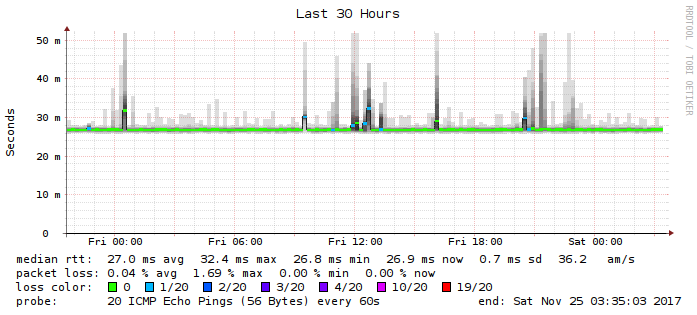 Last 30 Hours
RRDTOOL / TOBI OETIKER
Seconds
50 m
40 m
30 m
20 m
10 m
0
Fri 00:00 Fri 06:00 Fri 12:00 Fri 18:00 Sat 00:00
median rtt: 27.0 ms avg 32.4 ms max 26.8 ms min 26.9 ms now 0.7 ms sd 36.2 am/s
packet loss: 0.04 % avg 1.69 % max 0.00 % min 0.00 % now
loss color: 0 1/20 2/20 3/20 4/20 10/20 19/20
probe: 20 ICMP Echo Pings (56 Bytes) every 60s end: Sat Nov 25 03:35:03 2017